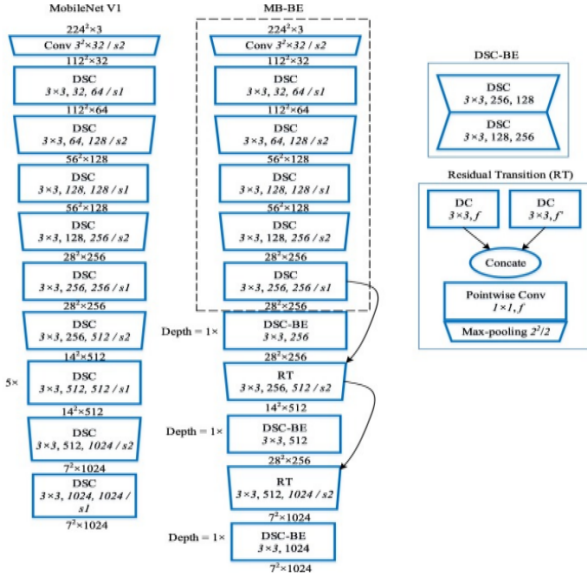 MobileNet V1
224²×3
Conv 3²×32 / s2
112²×32
DSC
3×3, 32, 64 / s1
112²×64
DSC
3×3, 64, 128 / s2
56²×128
DSC
3×3, 128, 128 / s1
56²×128
DSC
3×3, 128, 256 / s2
28²×256
DSC
3×3, 256, 256 / s1
28²×256
DSC
3×3, 256, 512 / s2
14²×512
5×
DSC
3×3, 512, 512 / s1
14²×512
DSC
3×3, 512, 1024 / s2
7²×1024
DSC
3×3, 1024, 1024 /
s1
7²×1024
MB-BE
224²×3
Conv 3²×32 / s2
112²×32
DSC
3×3, 32, 64 / s1
112²×64
DSC
3×3, 64, 128 / s2
56²×128
DSC
3×3, 128, 128 / s1
56²×128
DSC
3×3, 128, 256 / s2
28²×256
DSC
3×3, 256, 256 / s1
28²×256
Depth = 1×
DSC-BE
3×3, 256
28²×256
RT
3×3, 256, 512 / s2
14²×512
Depth = 1×
DSC-BE
3×3, 512
28²×256
RT
3×3, 512, 1024 / s2
7²×1024
Depth = 1×
DSC-BE
3×3, 1024
7²×1024
DSC-BE
DSC
3×3, 256, 128
DSC
3×3, 128, 256
Residual Transition (RT)
DC
3×3, f
DC
3×3, f'
Concate
Pointwise Conv
1×1, f
Max-pooling 2²/2